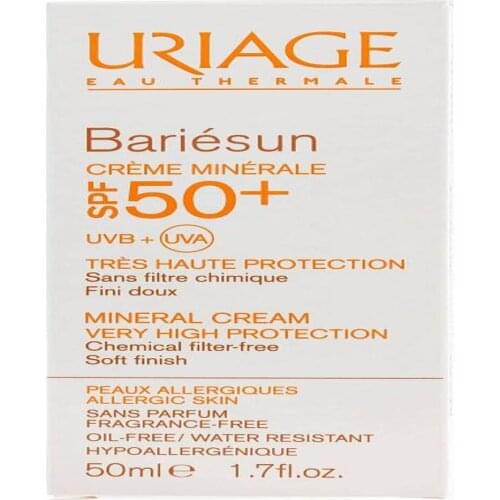 URIAGE
EAU THERMALE
Bariésun
CRÈME MINÉRALE
SPF 50+
UVB + UVA
TRÈS HAUTE PROTECTION
Sans filtre chimique
Fini doux
MINERAL CREAM
VERY HIGH PROTECTION
Chemical filter-free
Soft finish
PEAUX ALLERGIQUES
ALLERGIC SKIN
SANS PARFUM
FRAGRANCE-FREE
OIL-FREE/ WATER RESISTANT
HYPOALLERGÉNIQUE
50ml e 1.7fl.oz.